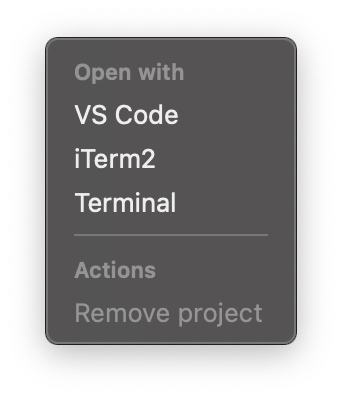 Open with
VS Code
iTerm2
Terminal
Actions
Remove project